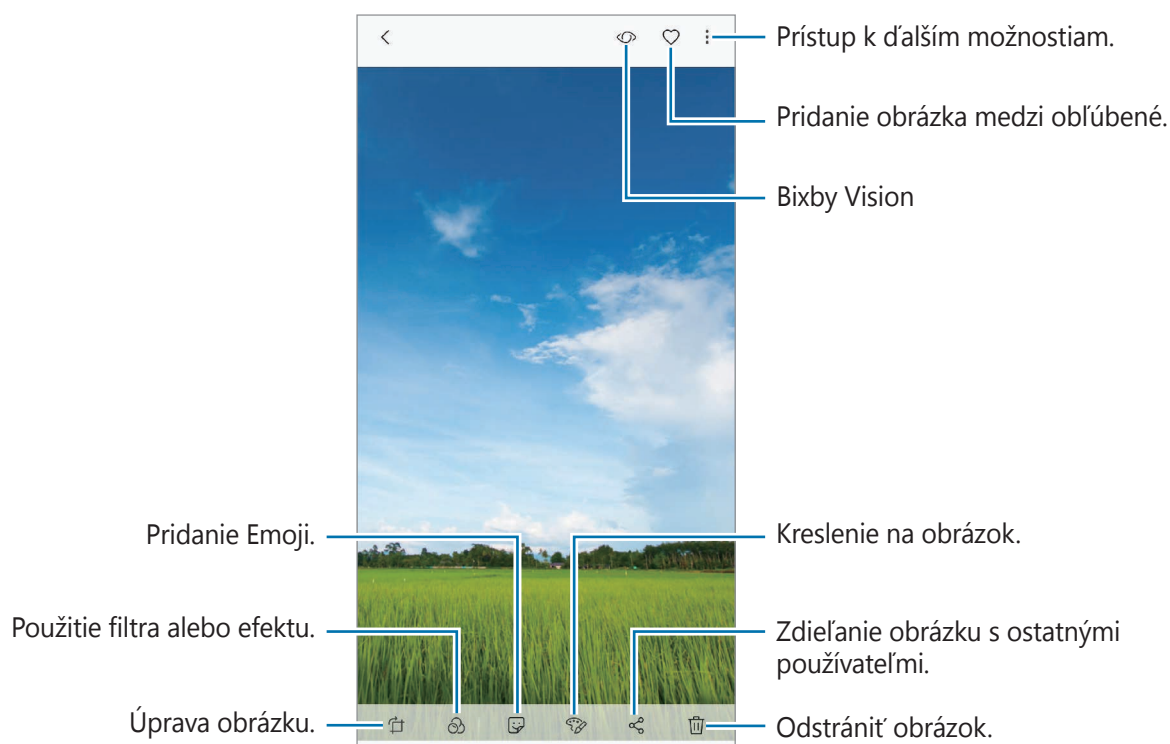 Prístup k ďalším možnostiam.
Pridanie obrázka medzi obľúbené.
Bixby Vision
Pridanie Emoji.
Kreslenie na obrázok.
Použitie filtra alebo efektu.
Zdieľanie obrázku s ostatnými
používateľmi.
Úprava obrázku.
Odstrániť obrázok.